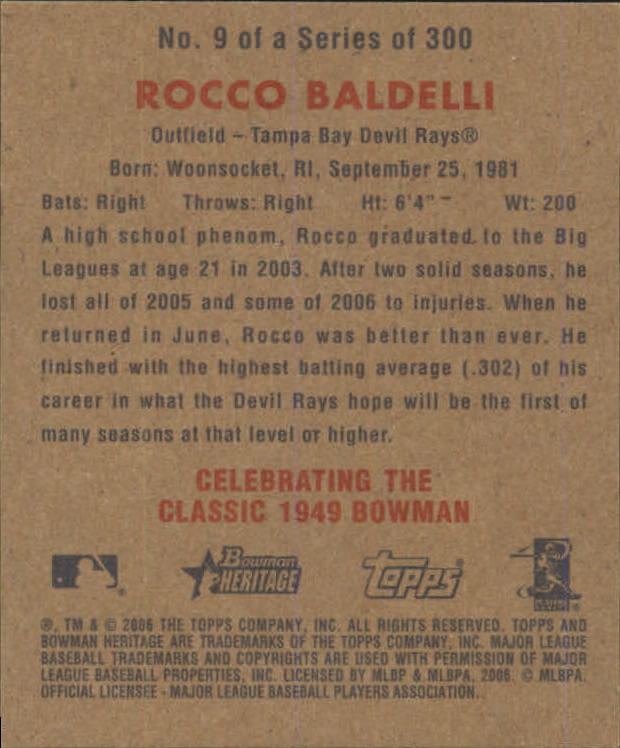 No. 9 of a Series of 300
ROCCO BALDELLI
Outfield – Tampa Bay Devil Rays®
Born: Woonsocket, RI, September 25, 1981
Bats: Right Throws: Right Ht: 6'4" Wt: 200
A high school phenom, Rocco graduated to the Big
Leagues at age 21 in 2003. After two solid seasons, he
lost all of 2005 and some of 2006 to injuries. When he
returned in June, Rocco was better than ever. He
finished with the highest batting average (.302) of his
career in what the Devil Rays hope will be the first of
many seasons at that level or higher.
CELEBRATING THE
CLASSIC 1949 BOWMAN
Bowman
HERITAGE
Topps
®, TM & © 2006 THE TOPPS COMPANY, INC. ALL RIGHTS RESERVED. TOPPS AND
BOWMAN HERITAGE ARE TRADEMARKS OF THE TOPPS COMPANY, INC. MAJOR LEAGUE
BASEBALL TRADEMARKS AND COPYRIGHTS ARE USED WITH PERMISSION OF MAJOR
LEAGUE BASEBALL PROPERTIES, INC. LICENSED BY MLBP & MLBPA. 2006. © MLBPA.
OFFICIAL LICENSEE - MAJOR LEAGUE BASEBALL PLAYERS ASSOCIATION.